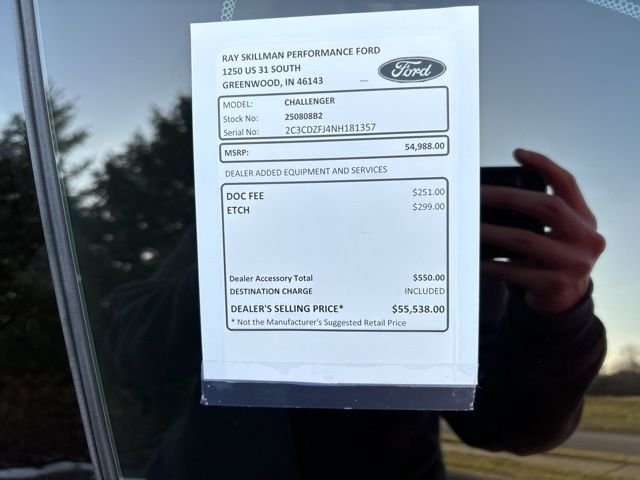 RAY SKILLMAN PERFORMANCE FORD
1250 US 31 SOUTH
GREENWOOD, IN 46143
Ford
MODEL: CHALLENGER
Stock No: 250808B2
Serial No: 2C3CDZFJ4NH181357
MSRP: 54,988.00
DEALER ADDED EQUIPMENT AND SERVICES
DOC FEE $251.00
ETCH $299.00
Dealer Accessory Total $550.00
DESTINATION CHARGE INCLUDED
DEALER'S SELLING PRICE* $55,538.00
* Not the Manufacturer's Suggested Retail Price